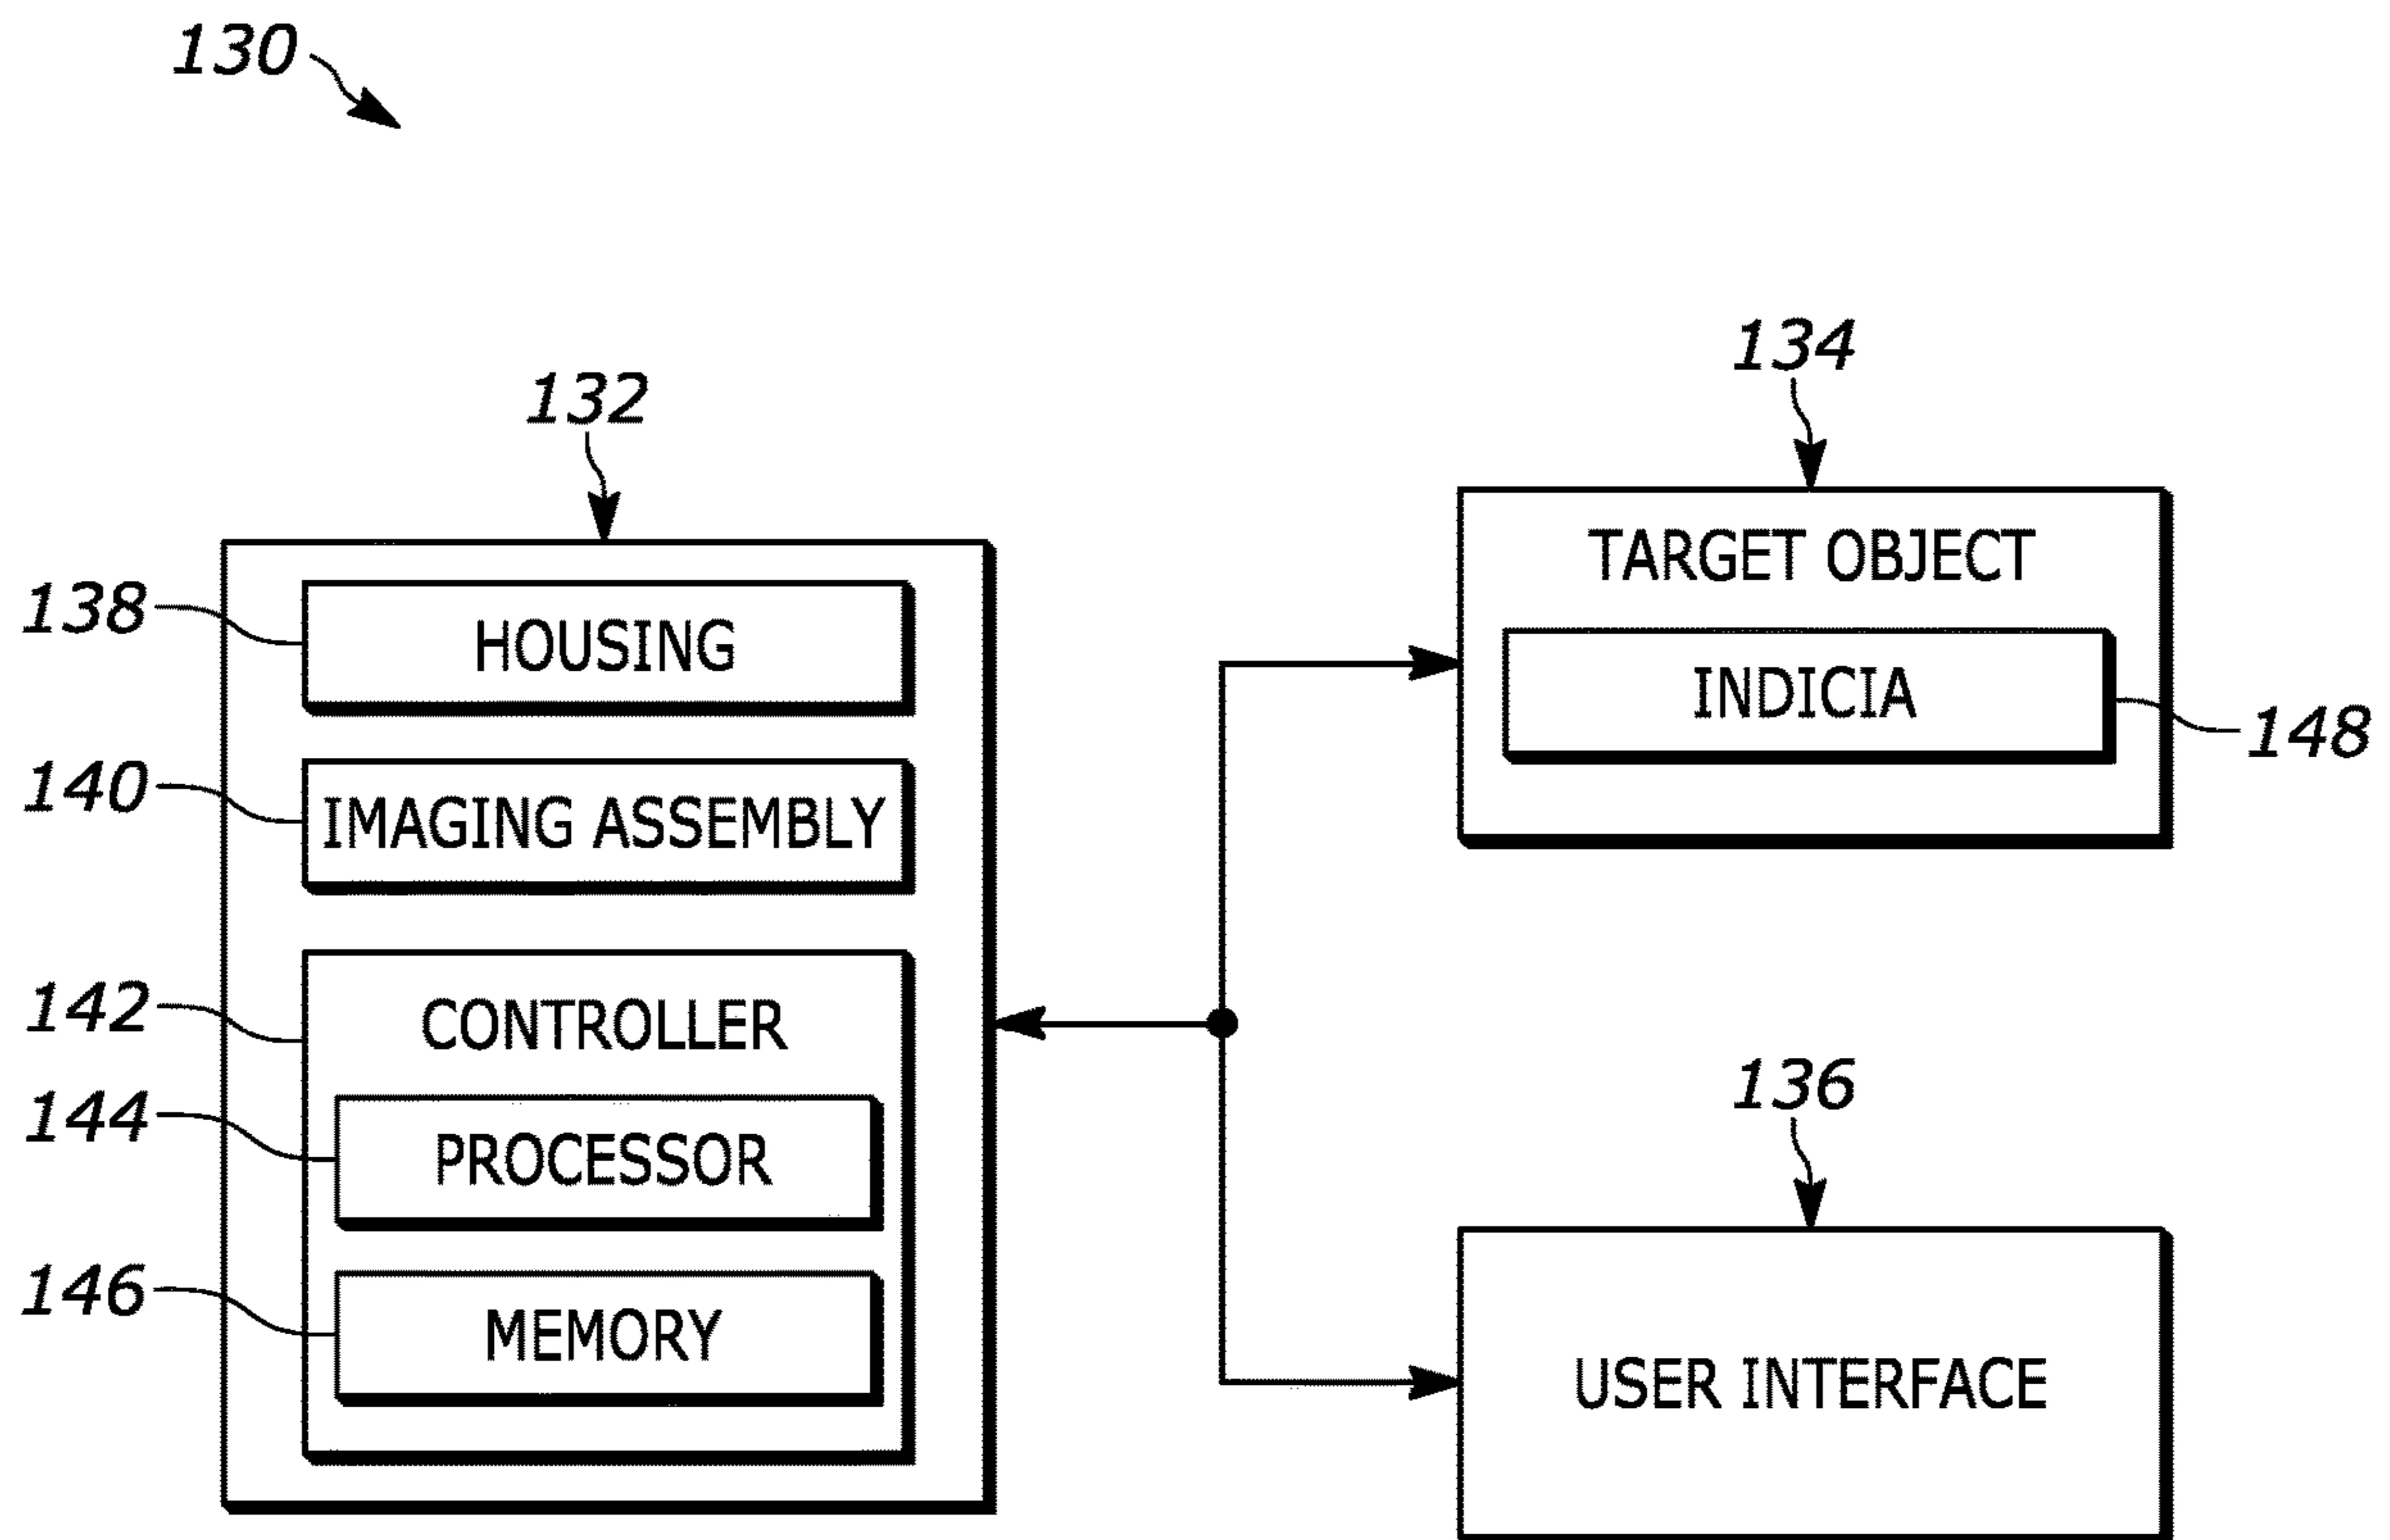 130
132
138
HOUSING
140
IMAGING ASSEMBLY
142
CONTROLLER
144
PROCESSOR
146
MEMORY
134
TARGET OBJECT
INDICIA
148
136
USER INTERFACE